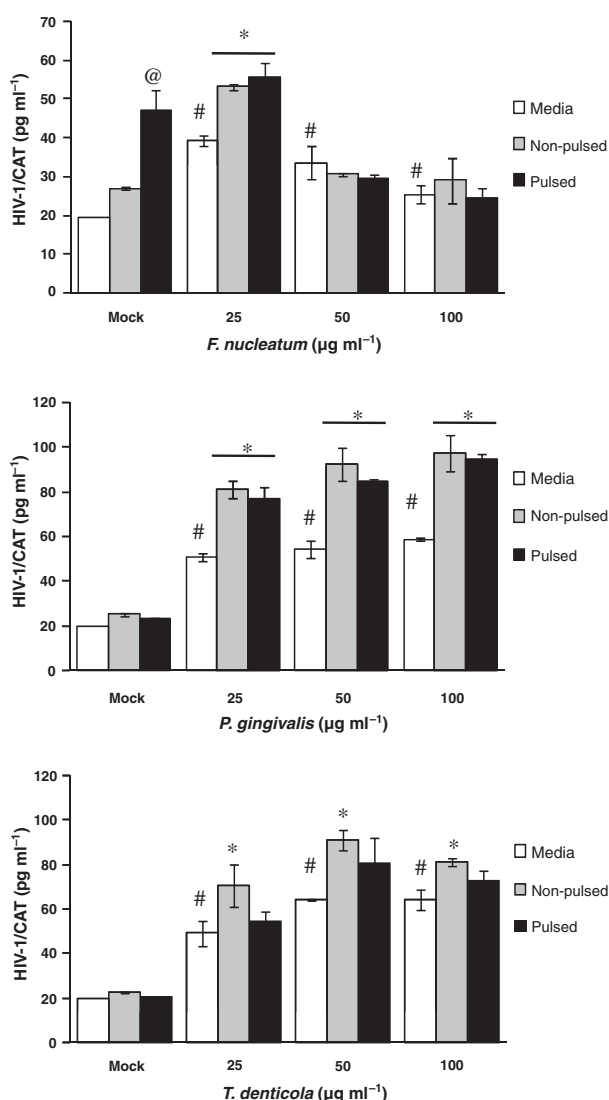 70
60
50
40
30
20
10
0
HIV-1/CAT (pg ml⁻¹)
@
#
*
#
#
Media
Non-pulsed
Pulsed
Mock 25 50 100
F. nucleatum (µg ml⁻¹)
120
100
80
60
40
20
0
HIV-1/CAT (pg ml⁻¹)
#
*
#
*
#
*
Media
Non-pulsed
Pulsed
Mock 25 50 100
P. gingivalis (µg ml⁻¹)
120
100
80
60
40
20
0
HIV-1/CAT (pg ml⁻¹)
#
*
#
*
#
*
Media
Non-pulsed
Pulsed
Mock 25 50 100
T. denticola (µg ml⁻¹)